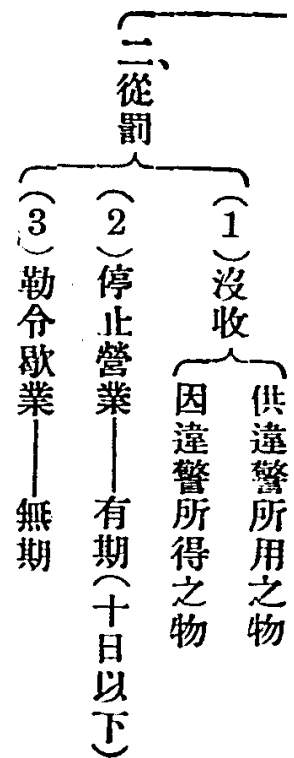 二、從罰
(1)沒收
供違警所用之物
因違警所得之物
(2)停止營業——有期(十日以下)
(3)勒令歇業——無期